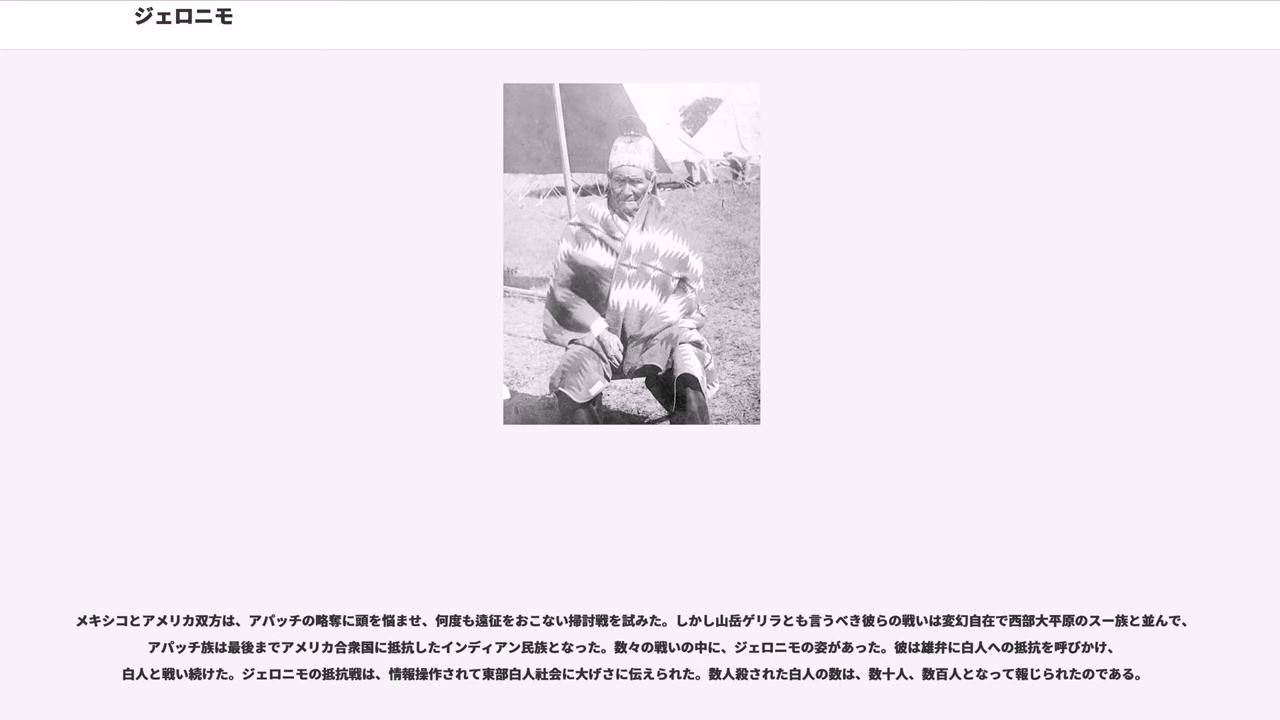 ジェロニモ
メキシコとアメリカ双方は、アパッチの略奪に頭を悩ませ、何度も遠征をおこない掃討戦を試みた。しかし山岳ゲリラとも言うべき彼らの戦いは変幻自在で西部大平原のスー族と並んで、
アパッチ族は最後までアメリカ合衆国に抵抗したインディアン民族となった。数々の戦いの中に、ジェロニモの姿があった。彼は雄弁に白人への抵抗を呼びかけ、
白人と戦い続けた。ジェロニモの抵抗戦は、情報操作されて東部白人社会に大げさに伝えられた。数人殺された白人の数は、数十人、数百人となって報じられたのである。